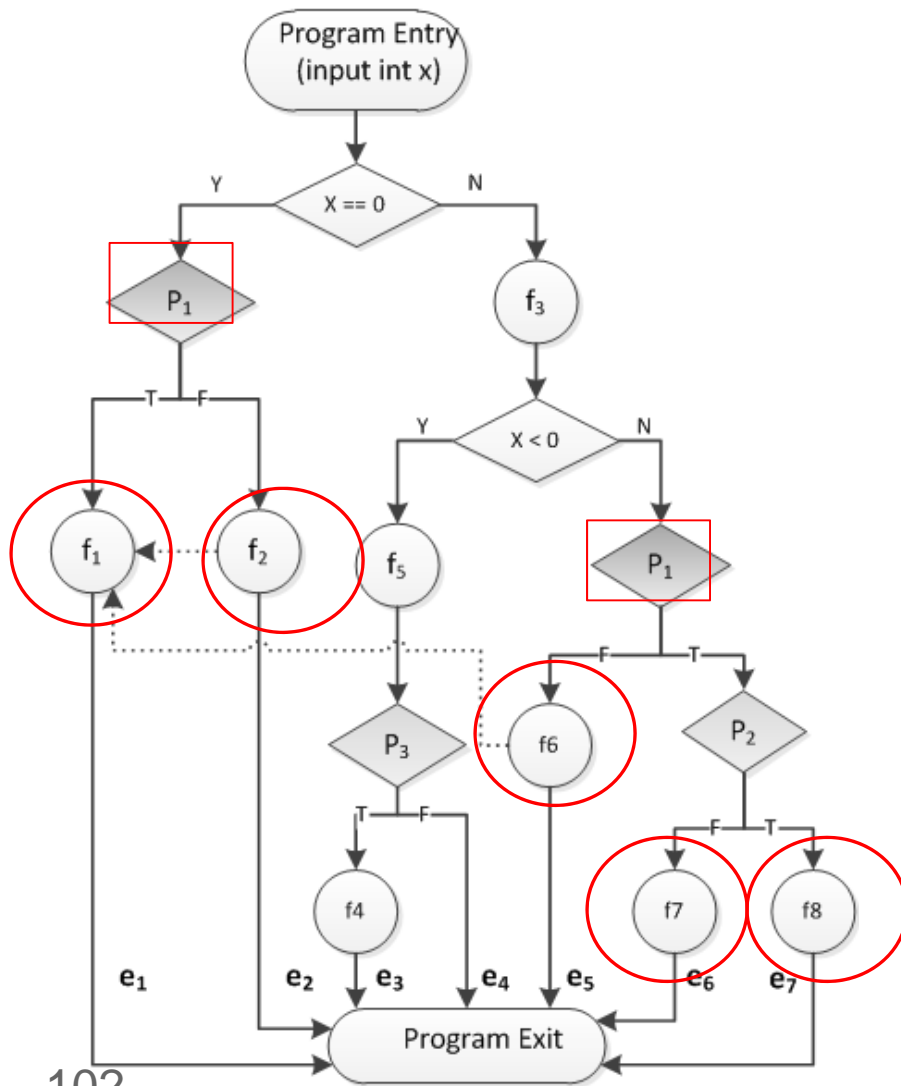 Program Entry
(input int x)
Y
N
X == 0
P₁
f₃
T
F
Y
N
X < 0
f₁
f₂
f₅
P₁
F
T
P₃
f6
P₂
T
F
F
T
f4
f7
f8
e₁
e₂
e₃
e₄
e₅
e₆
e₇
Program Exit
102